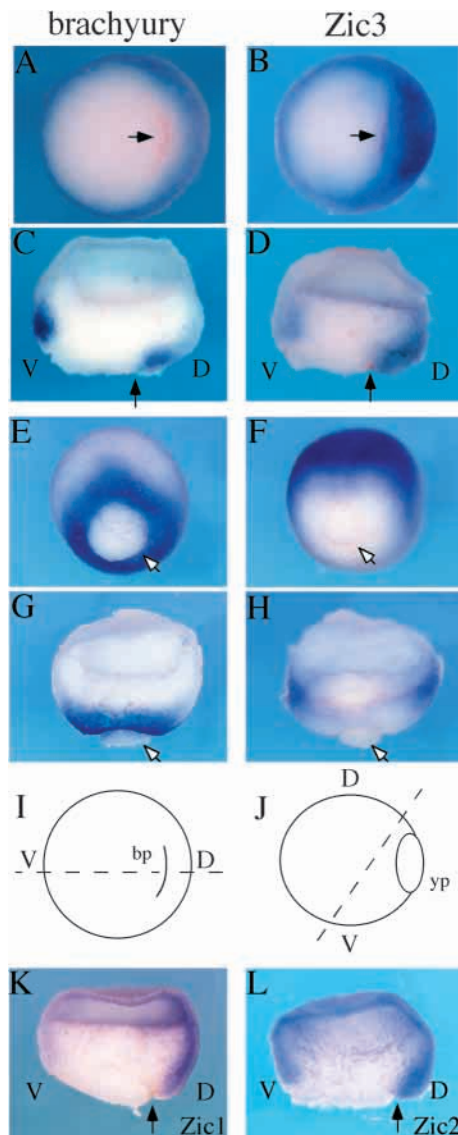 brachyury Zic3
A B
C D
V D V D
E F
G H
I J
D
V bp D
yp
V
K L
V D V D
Zic1 Zic2